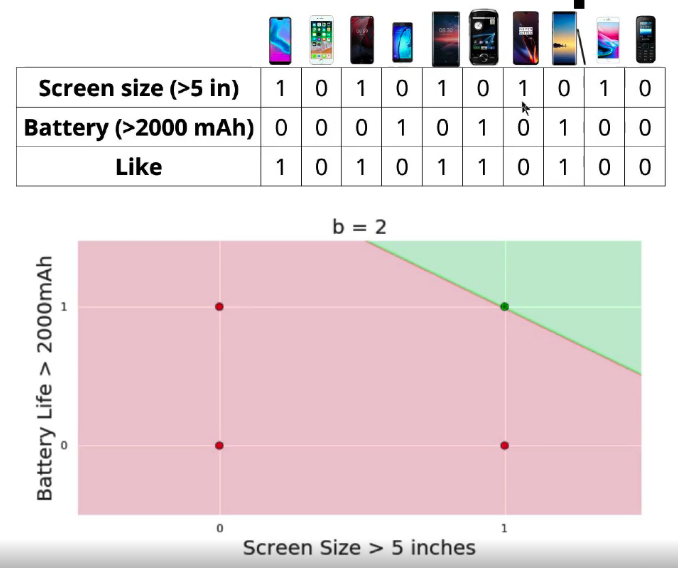 Screen size (>5 in) 1 0 1 0 1 0 1 0 1 0
Battery (>2000 mAh) 0 0 0 1 0 1 0 1 0 0
Like 1 0 1 0 1 1 0 1 0 0
b = 2
Battery Life > 2000mAh
1
0
0 1
Screen Size > 5 inches